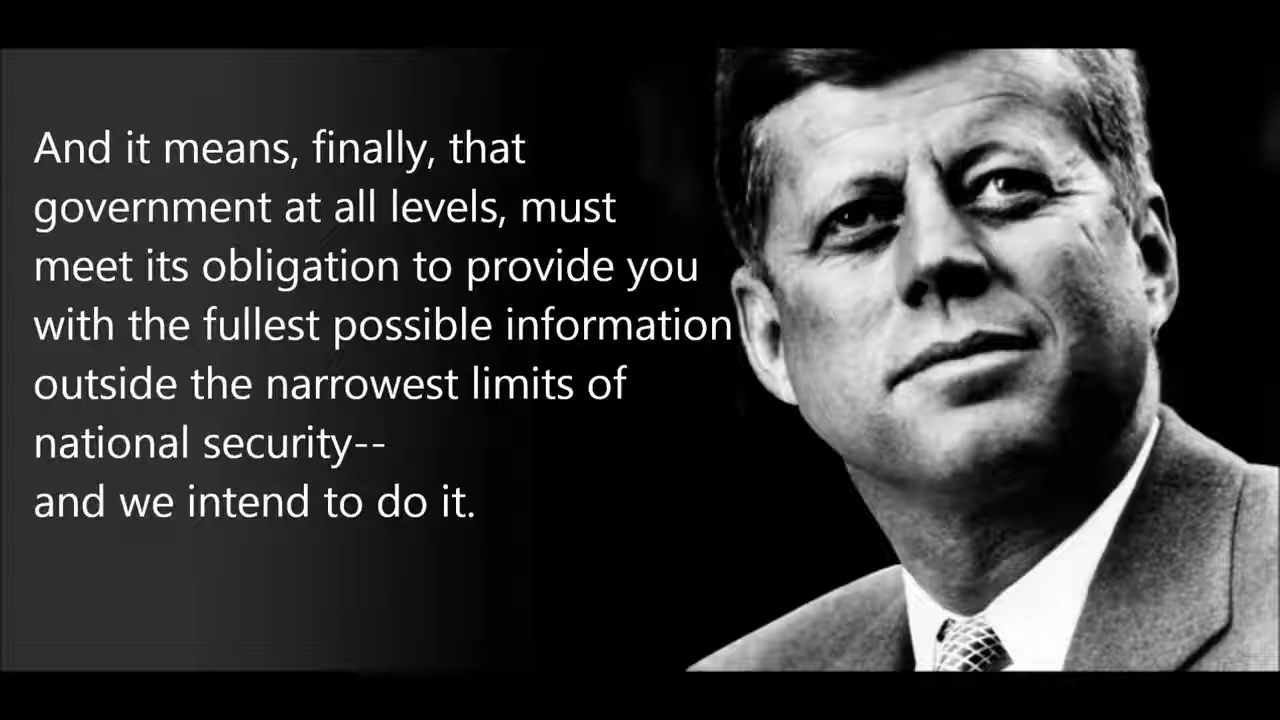 And it means, finally, that
government at all levels, must
meet its obligation to provide you
with the fullest possible information
outside the narrowest limits of
national security--
and we intend to do it.